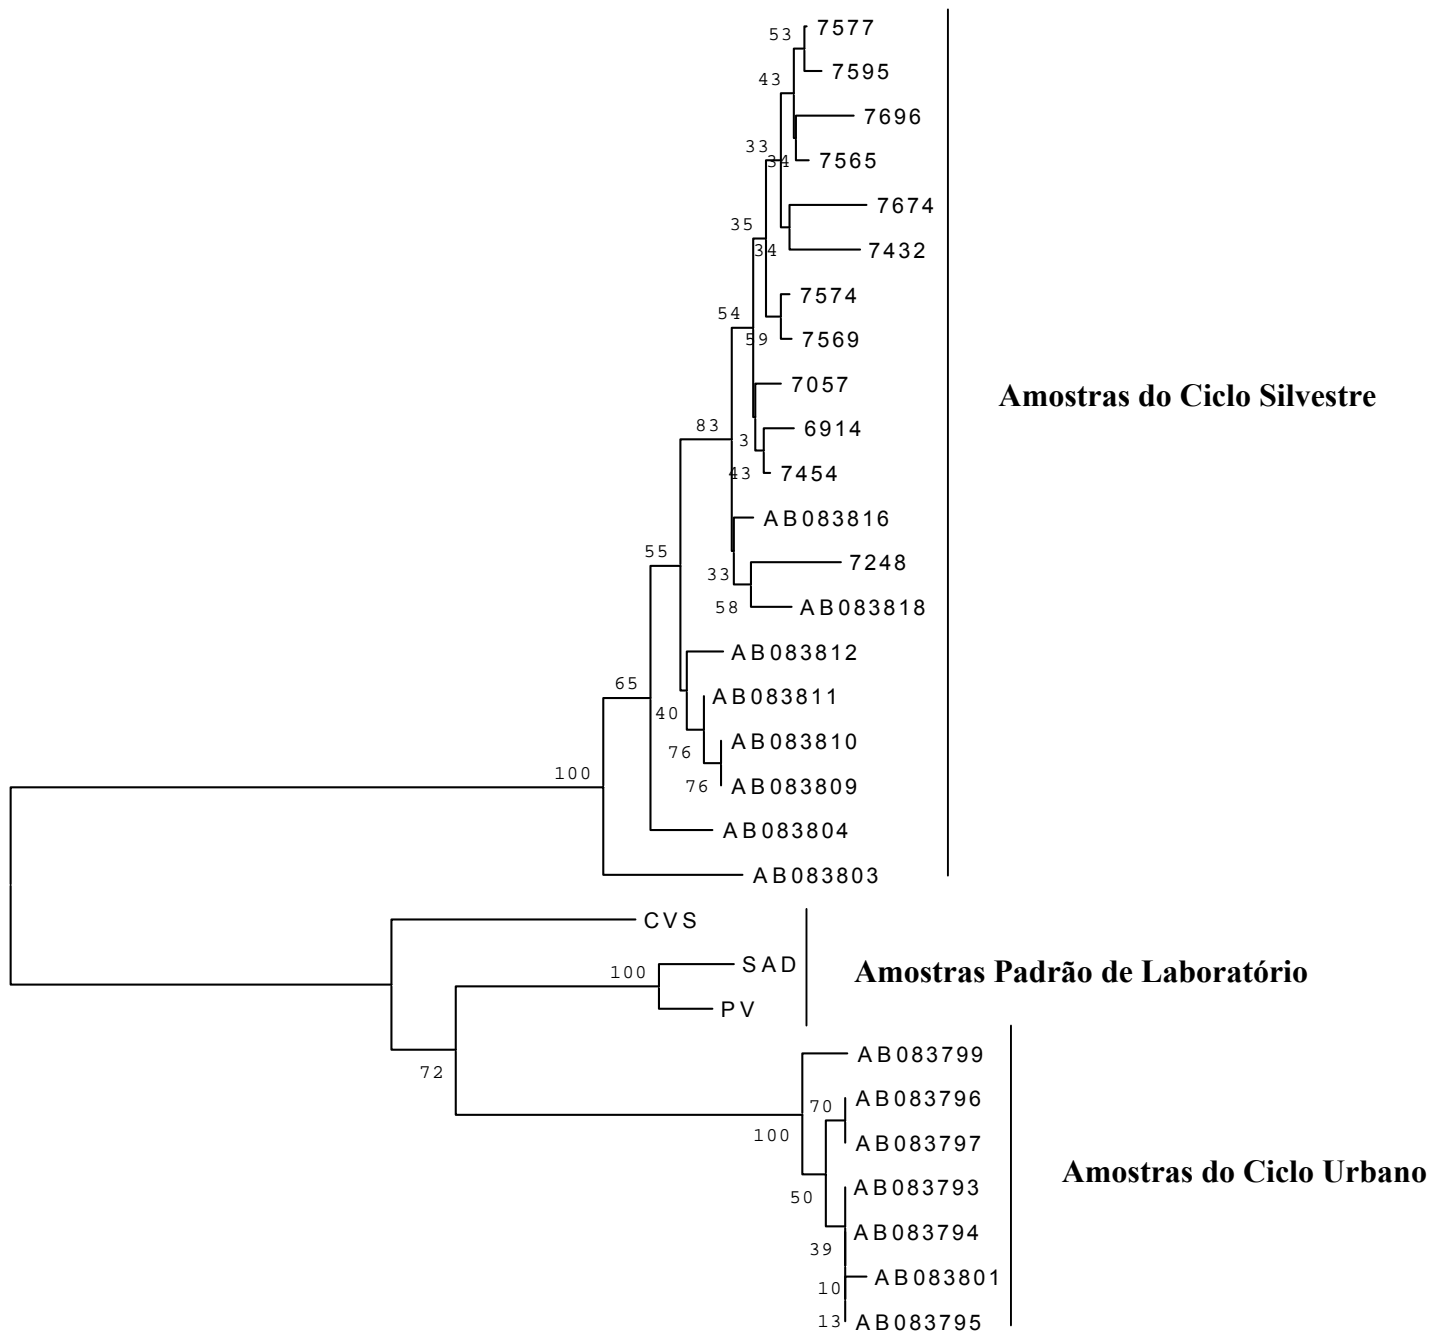 7577
53
7595
43
7696
33
34
7565
7674
35
34
7432
7574
54
59
7569
7057
Amostras do Ciclo Silvestre
83
3
6914
43
7454
AB083816
55
33
7248
58
AB083818
AB083812
65
40
AB083811
76
AB083810
100
76
AB083809
AB083804
AB083803
CVS
100
SAD
Amostras Padrão de Laboratório
PV
72
AB083799
70
AB083796
100
AB083797
Amostras do Ciclo Urbano
50
AB083793
39
AB083794
10
AB083801
13
AB083795